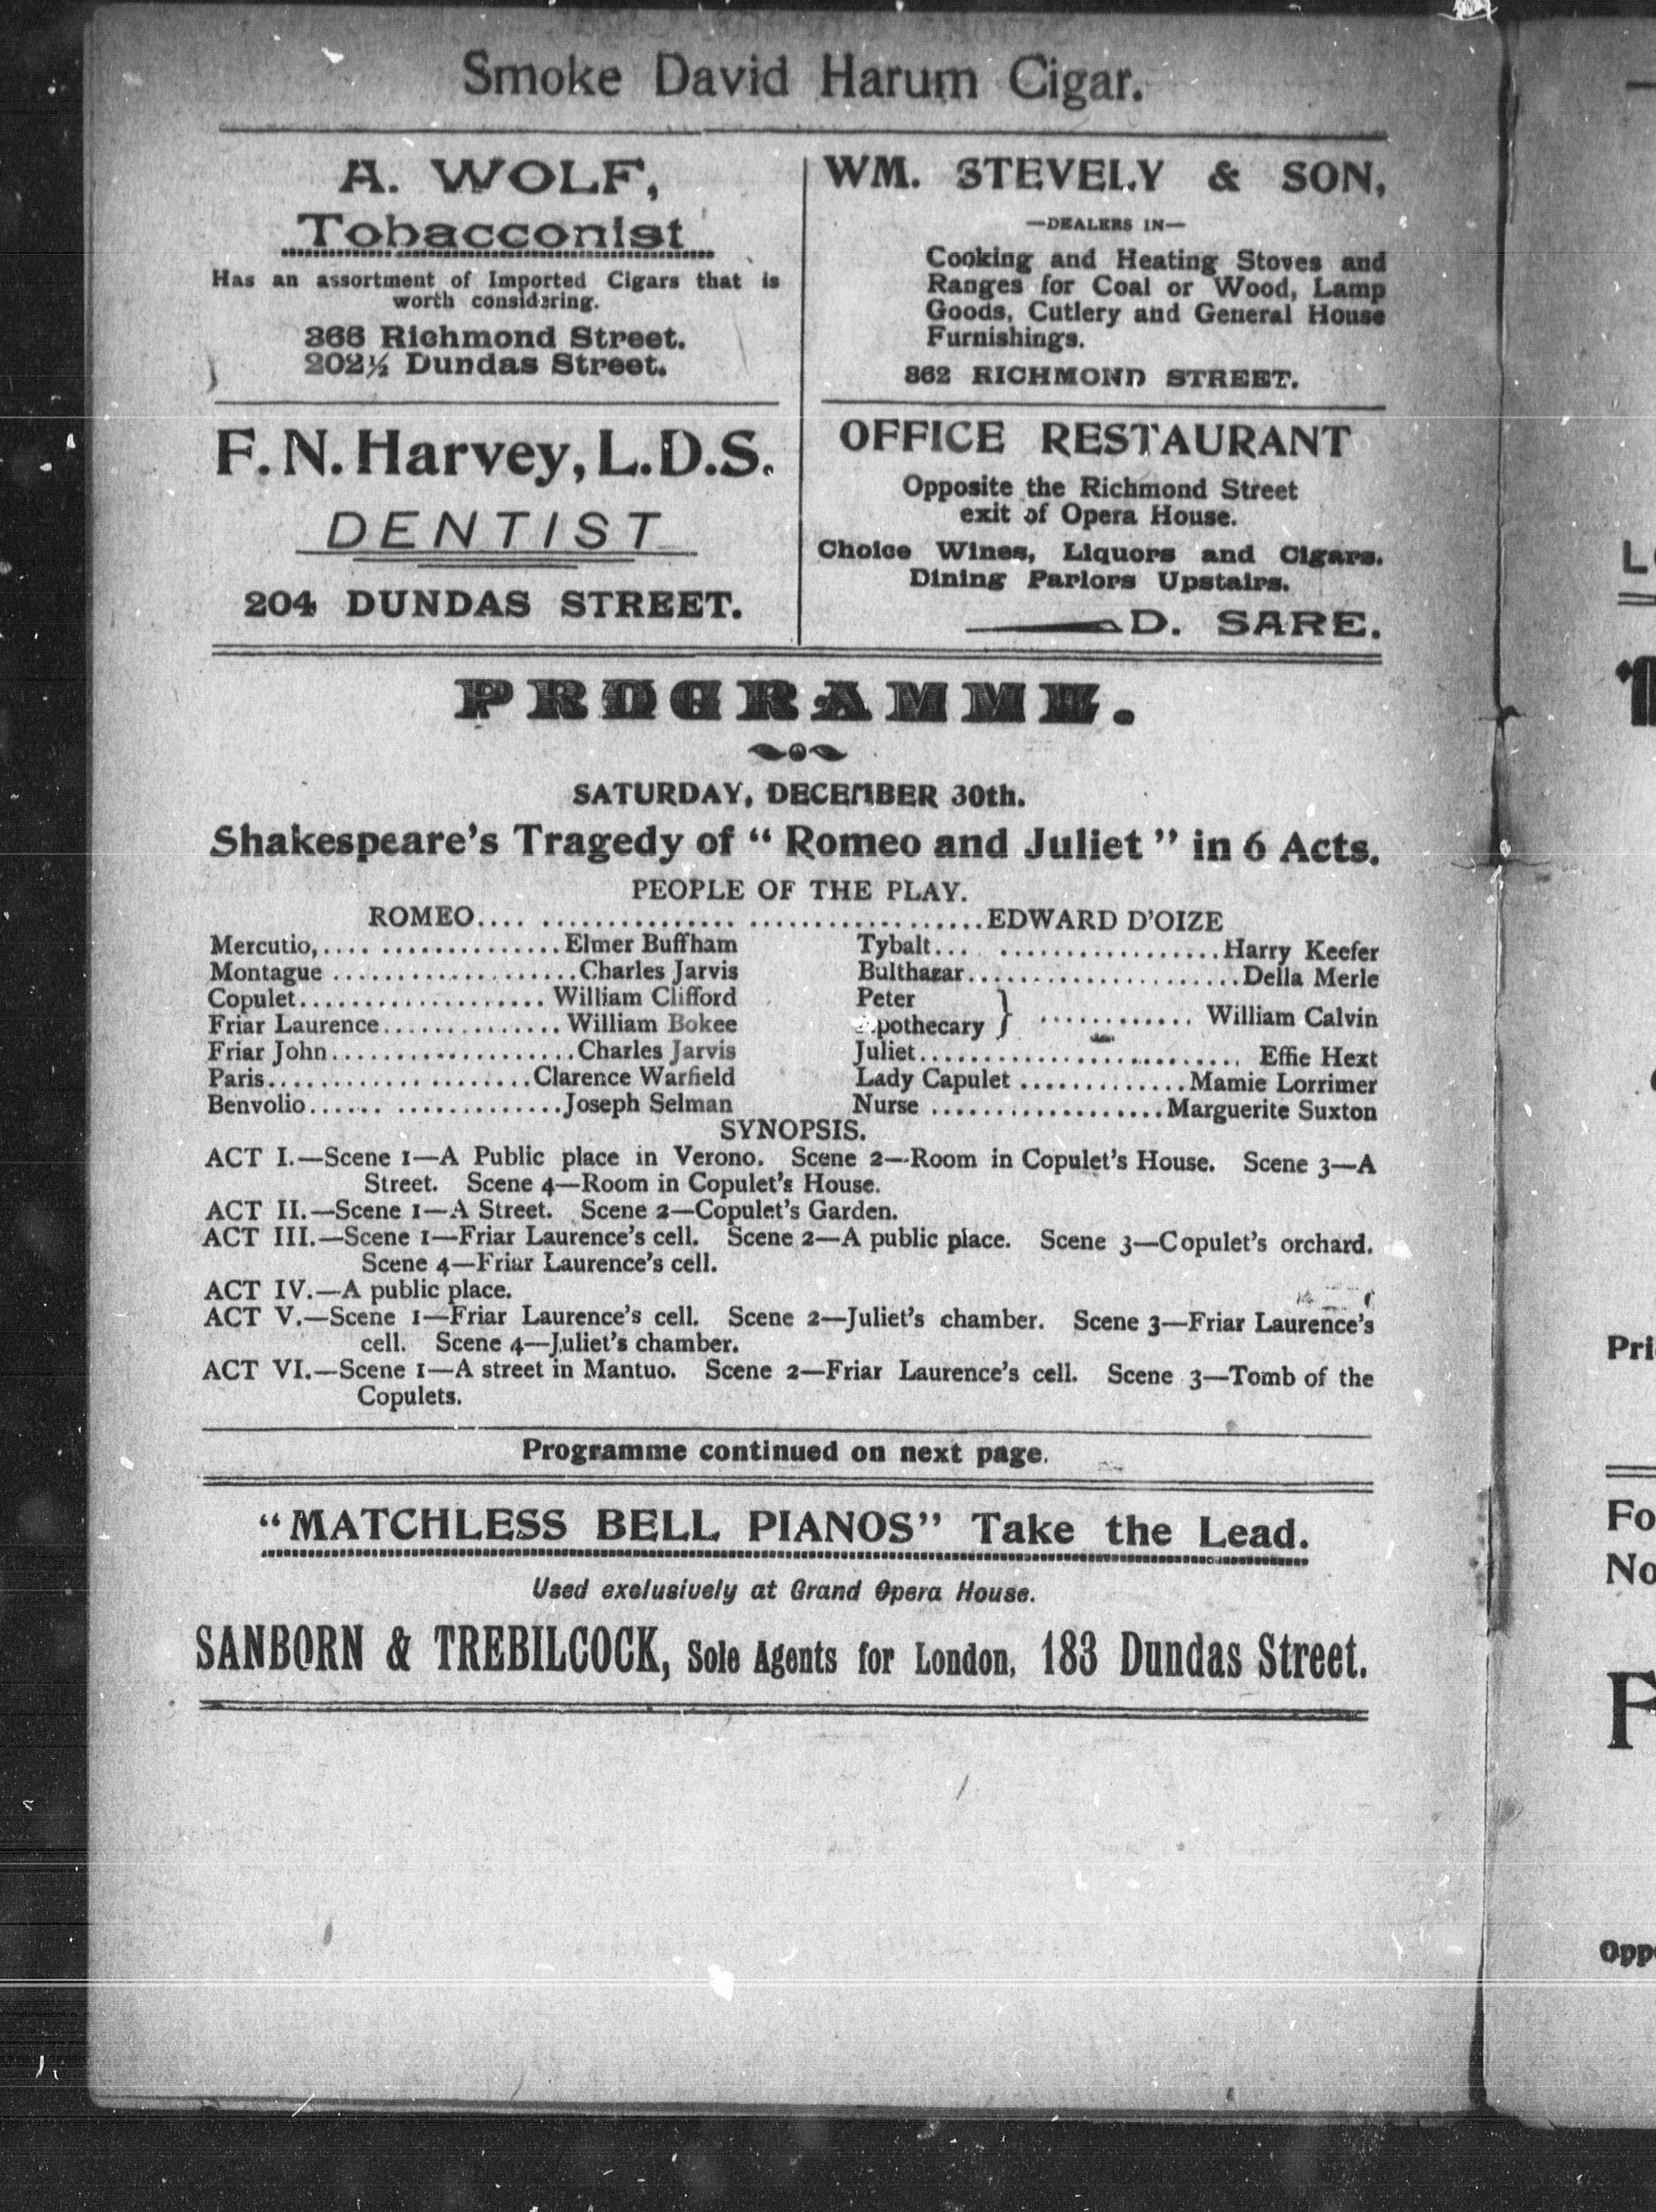 Smoke David Harum Cigar.
A. WOLF,
Tobacconist
Has an assortment of Imported Cigars that is
worth considering.
366 Richmond Street.
202½ Dundas Street.
WM. STEVELY & SON,
—DEALERS IN—
Cooking and Heating Stoves and
Ranges for Coal or Wood, Lamp
Goods, Cutlery and General House
Furnishings.
362 RICHMOND STREET.
F. N. Harvey, L.D.S.
DENTIST
204 DUNDAS STREET.
OFFICE RESTAURANT
Opposite the Richmond Street
exit of Opera House.
Choice Wines, Liquors and Cigars.
Dining Parlors Upstairs.
D. SARE.
PROGRAMME.
SATURDAY, DECEMBER 30th.
Shakespeare's Tragedy of " Romeo and Juliet " in 6 Acts.
PEOPLE OF THE PLAY.
ROMEO.... ............... ..................EDWARD D'OIZE
Mercutio,.... ..............Elmer Buffham
Montague ...................Charles Jarvis
Copulet................... William Clifford
Friar Laurence.............. William Bokee
Friar John...................Charles Jarvis
Paris.....................Clarence Warfield
Benvolio...... .............Joseph Selman
Tybalt... .................Harry Keefer
Bulthazar.....................Della Merle
Peter
pothecary } ............ William Calvin
Juliet......................... Effie Hext
Lady Capulet .............Mamie Lorrimer
Nurse ..................Marguerite Suxton
SYNOPSIS.
ACT I.—Scene 1—A Public place in Verono. Scene 2—Room in Copulet's House. Scene 3—A
Street. Scene 4—Room in Copulet's House.
ACT II.—Scene 1—A Street. Scene 2—Copulet's Garden.
ACT III.—Scene 1—Friar Laurence's cell. Scene 2—A public place. Scene 3—Copulet's orchard.
Scene 4—Friar Laurence's cell.
ACT IV.—A public place.
ACT V.—Scene 1—Friar Laurence's cell. Scene 2—Juliet's chamber. Scene 3—Friar Laurence's
cell. Scene 4—Juliet's chamber.
ACT VI.—Scene 1—A street in Mantuo. Scene 2—Friar Laurence's cell. Scene 3—Tomb of the
Copulets.
Programme continued on next page.
"MATCHLESS BELL PIANOS" Take the Lead.
Used exclusively at Grand Opera House.
SANBORN & TREBILCOCK, Sole Agents for London, 183 Dundas Street.
Pri
Fo
No
F
Opp